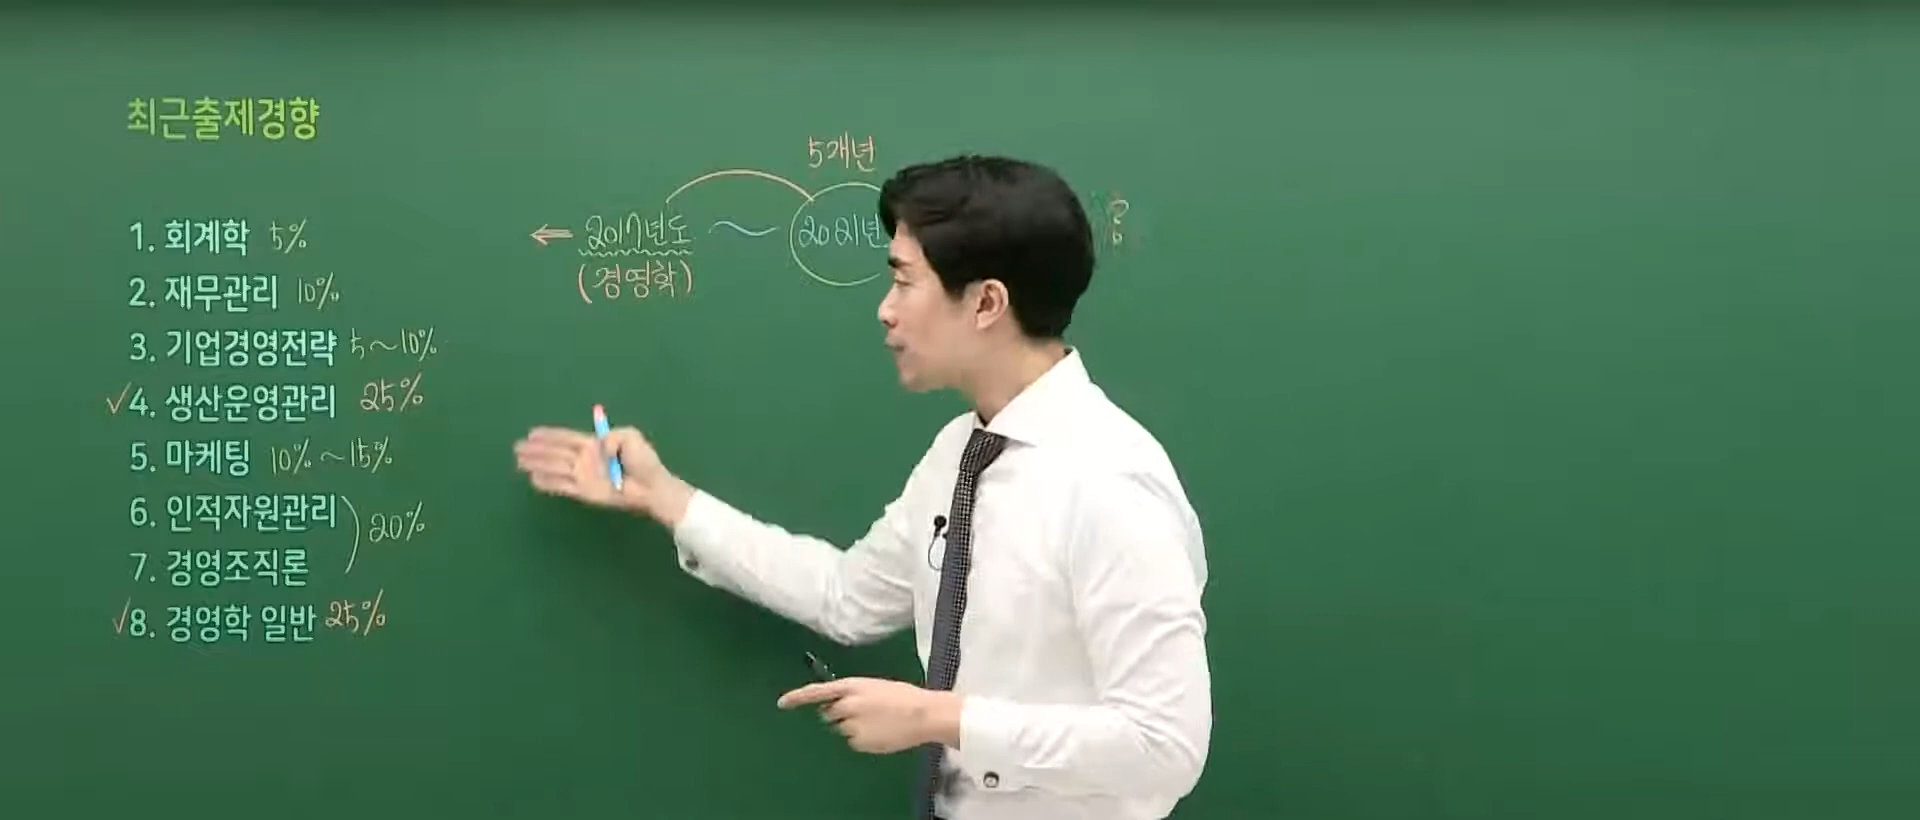 최근출제경향
1. 회계학 5%
2. 재무관리 10%
3. 기업경영전략 5~10%
✓4. 생산운영관리 25%
5. 마케팅 10%~15%
6. 인적자원관리
7. 경영조직론
) 20%
✓8. 경영학 일반 25%
5개년
← 2017년도 ~ 2021년
(경영학)
?